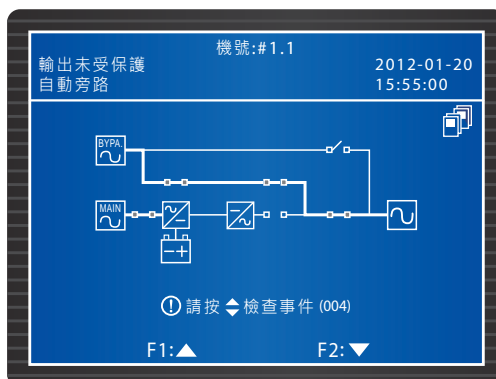 機號:#1.1
輸出未受保護
自動旁路
2012-01-20
15:55:00
BYPA.
MAIN
請按檢查事件 (004)
F1:▲ F2:▼